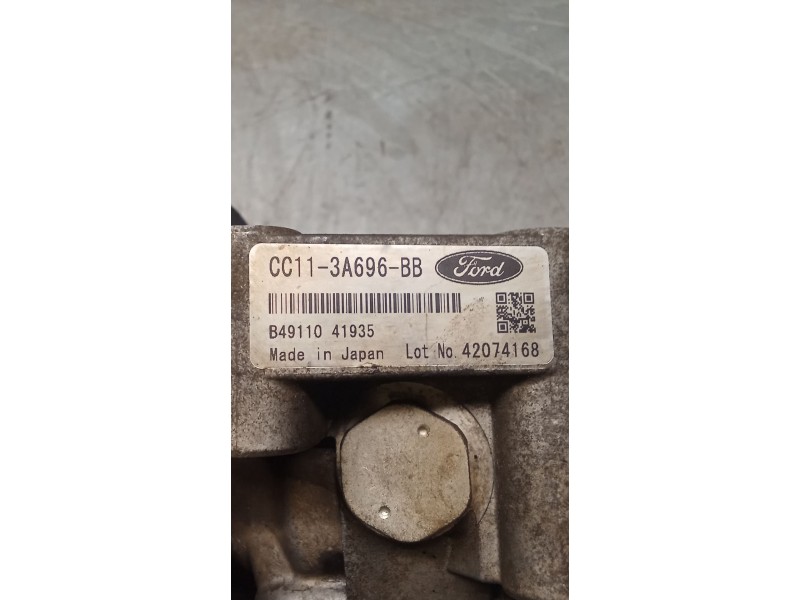 CC11-3A696-BB Ford
B49110 41935
Made in Japan Lot No. 42074168